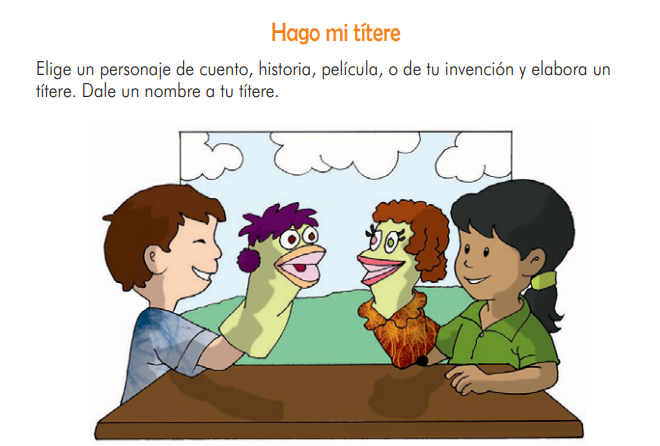 Hago mi títere
Elige un personaje de cuento, historia, película, o de tu invención y elabora un
títere. Dale un nombre a tu títere.